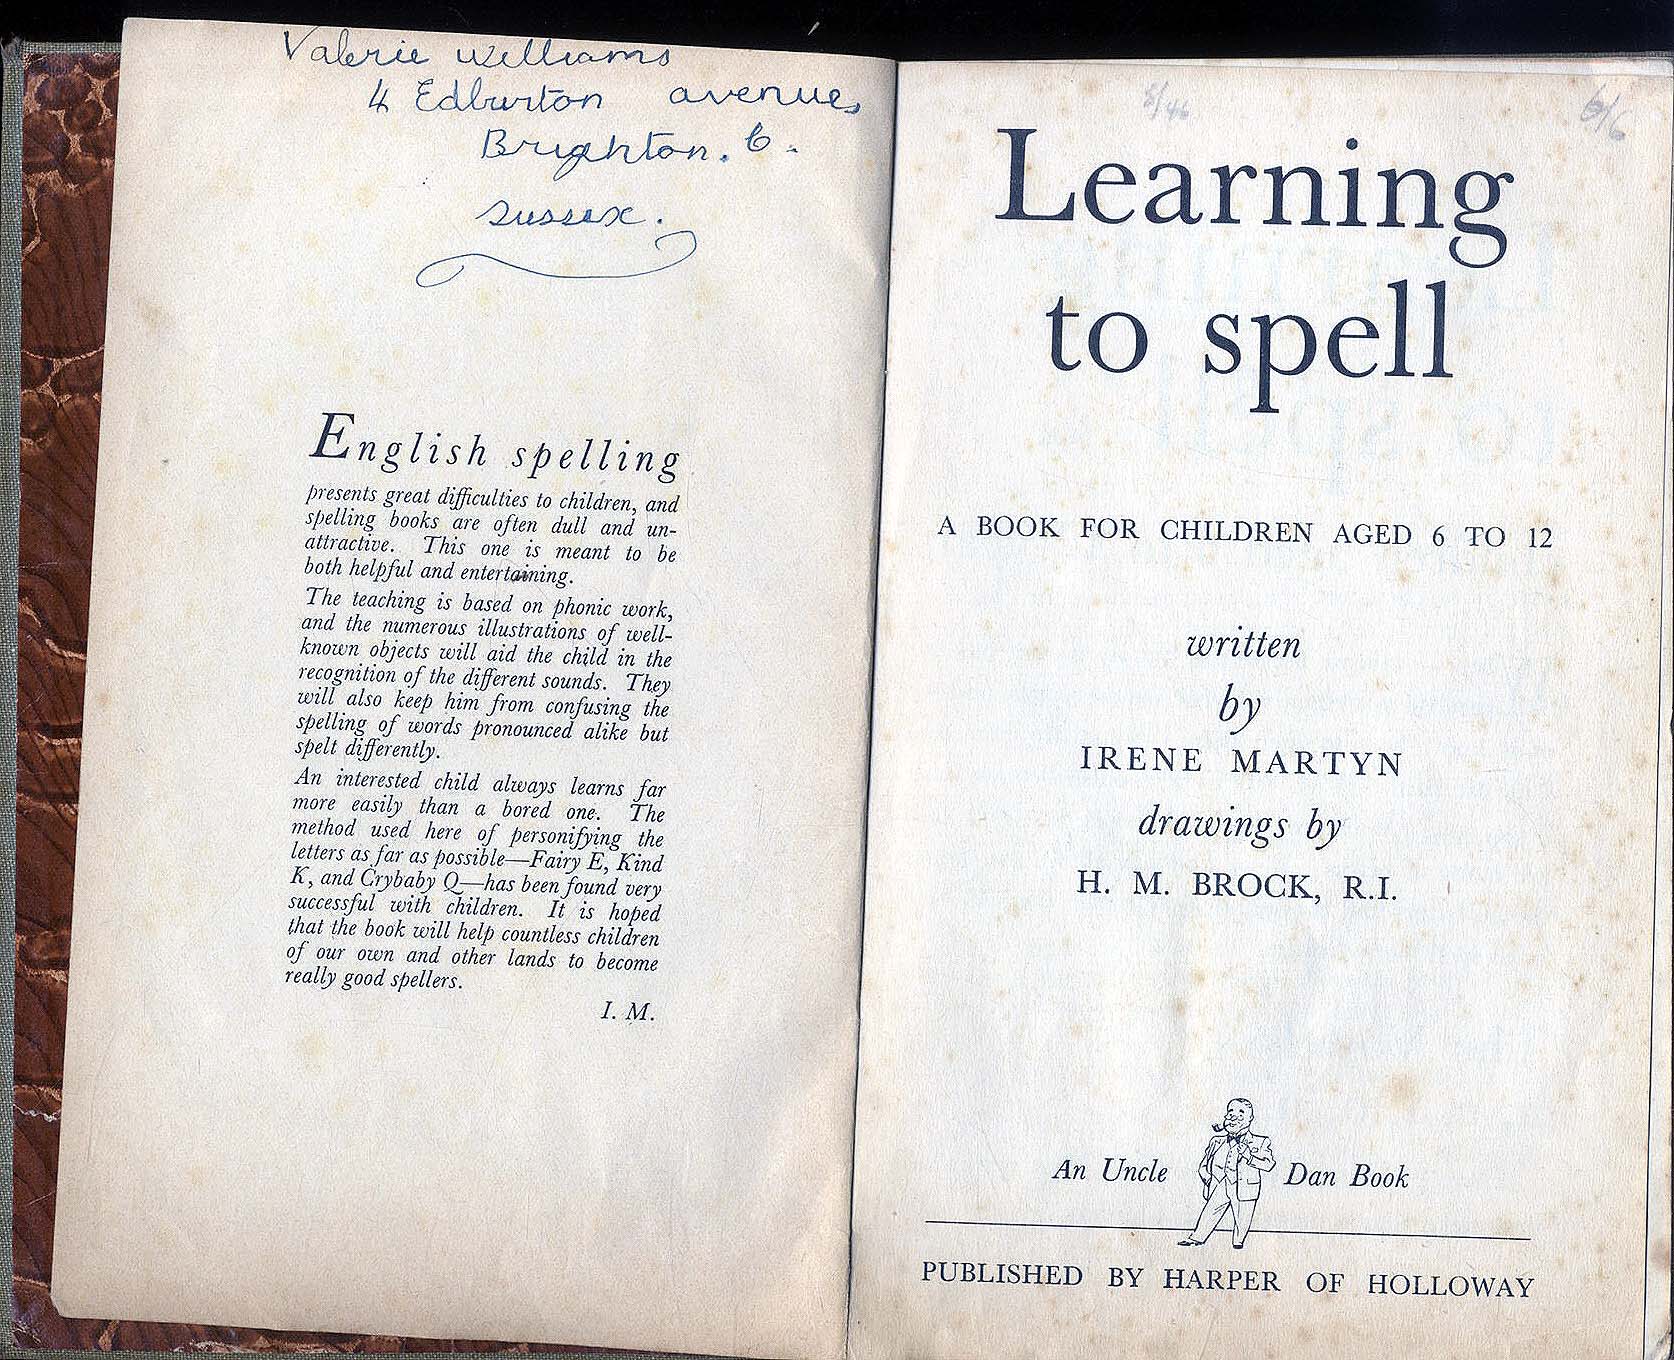 Valerie Williams
4 Edburton avenue,
Brighton. 6.
Sussex.
English spelling
presents great difficulties to children, and
spelling books are often dull and un-
attractive. This one is meant to be
both helpful and entertaining.
The teaching is based on phonic work,
and the numerous illustrations of well-
known objects will aid the child in the
recognition of the different sounds. They
will also keep him from confusing the
spelling of words pronounced alike but
spelt differently.
An interested child always learns far
more easily than a bored one. The
method used here of personifying the
letters as far as possible—Fairy E, Kind
K, and Crybaby Q—has been found very
successful with children. It is hoped
that the book will help countless children
of our own and other lands to become
really good spellers.
I. M.
6/6
Learning
to spell
A BOOK FOR CHILDREN AGED 6 TO 12
written
by
IRENE MARTYN
drawings by
H. M. BROCK, R.I.
An Uncle Dan Book
PUBLISHED BY HARPER OF HOLLOWAY